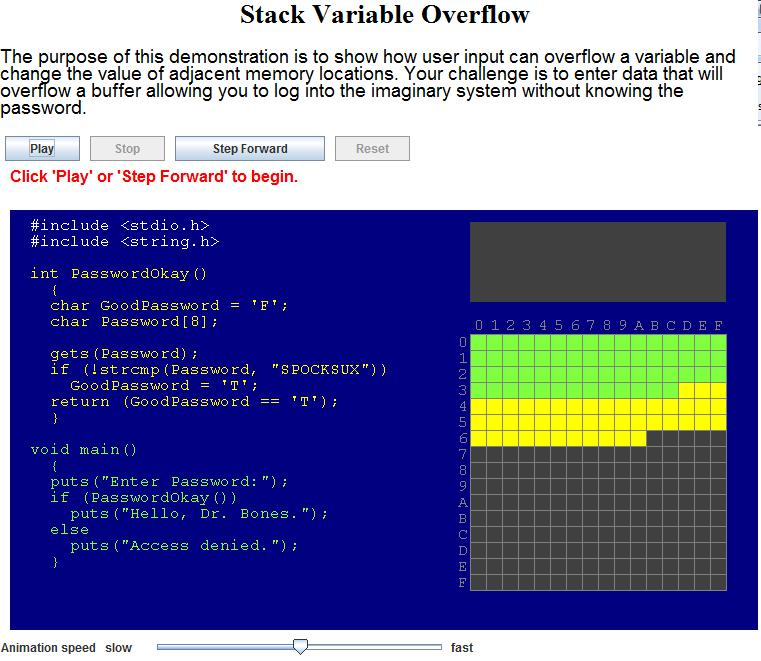 Stack Variable Overflow
The purpose of this demonstration is to show how user input can overflow a variable and
change the value of adjacent memory locations. Your challenge is to enter data that will
overflow a buffer allowing you to log into the imaginary system without knowing the
password.
Play Stop Step Forward Reset
Click 'Play' or 'Step Forward' to begin.
#include <stdio.h>
#include <string.h>
int PasswordOkay()
{
char GoodPassword = 'F';
char Password[8];
gets(Password);
if (!strcmp(Password, "SPOCKSUX"))
GoodPassword = 'T';
return (GoodPassword == 'T');
}
void main()
{
puts("Enter Password:");
if (PasswordOkay())
puts("Hello, Dr. Bones.");
else
puts("Access denied.");
}
0 1 2 3 4 5 6 7 8 9 A B C D E F
0
1
2
3
4
5
6
7
8
9
A
B
C
D
E
F
Animation speed slow fast